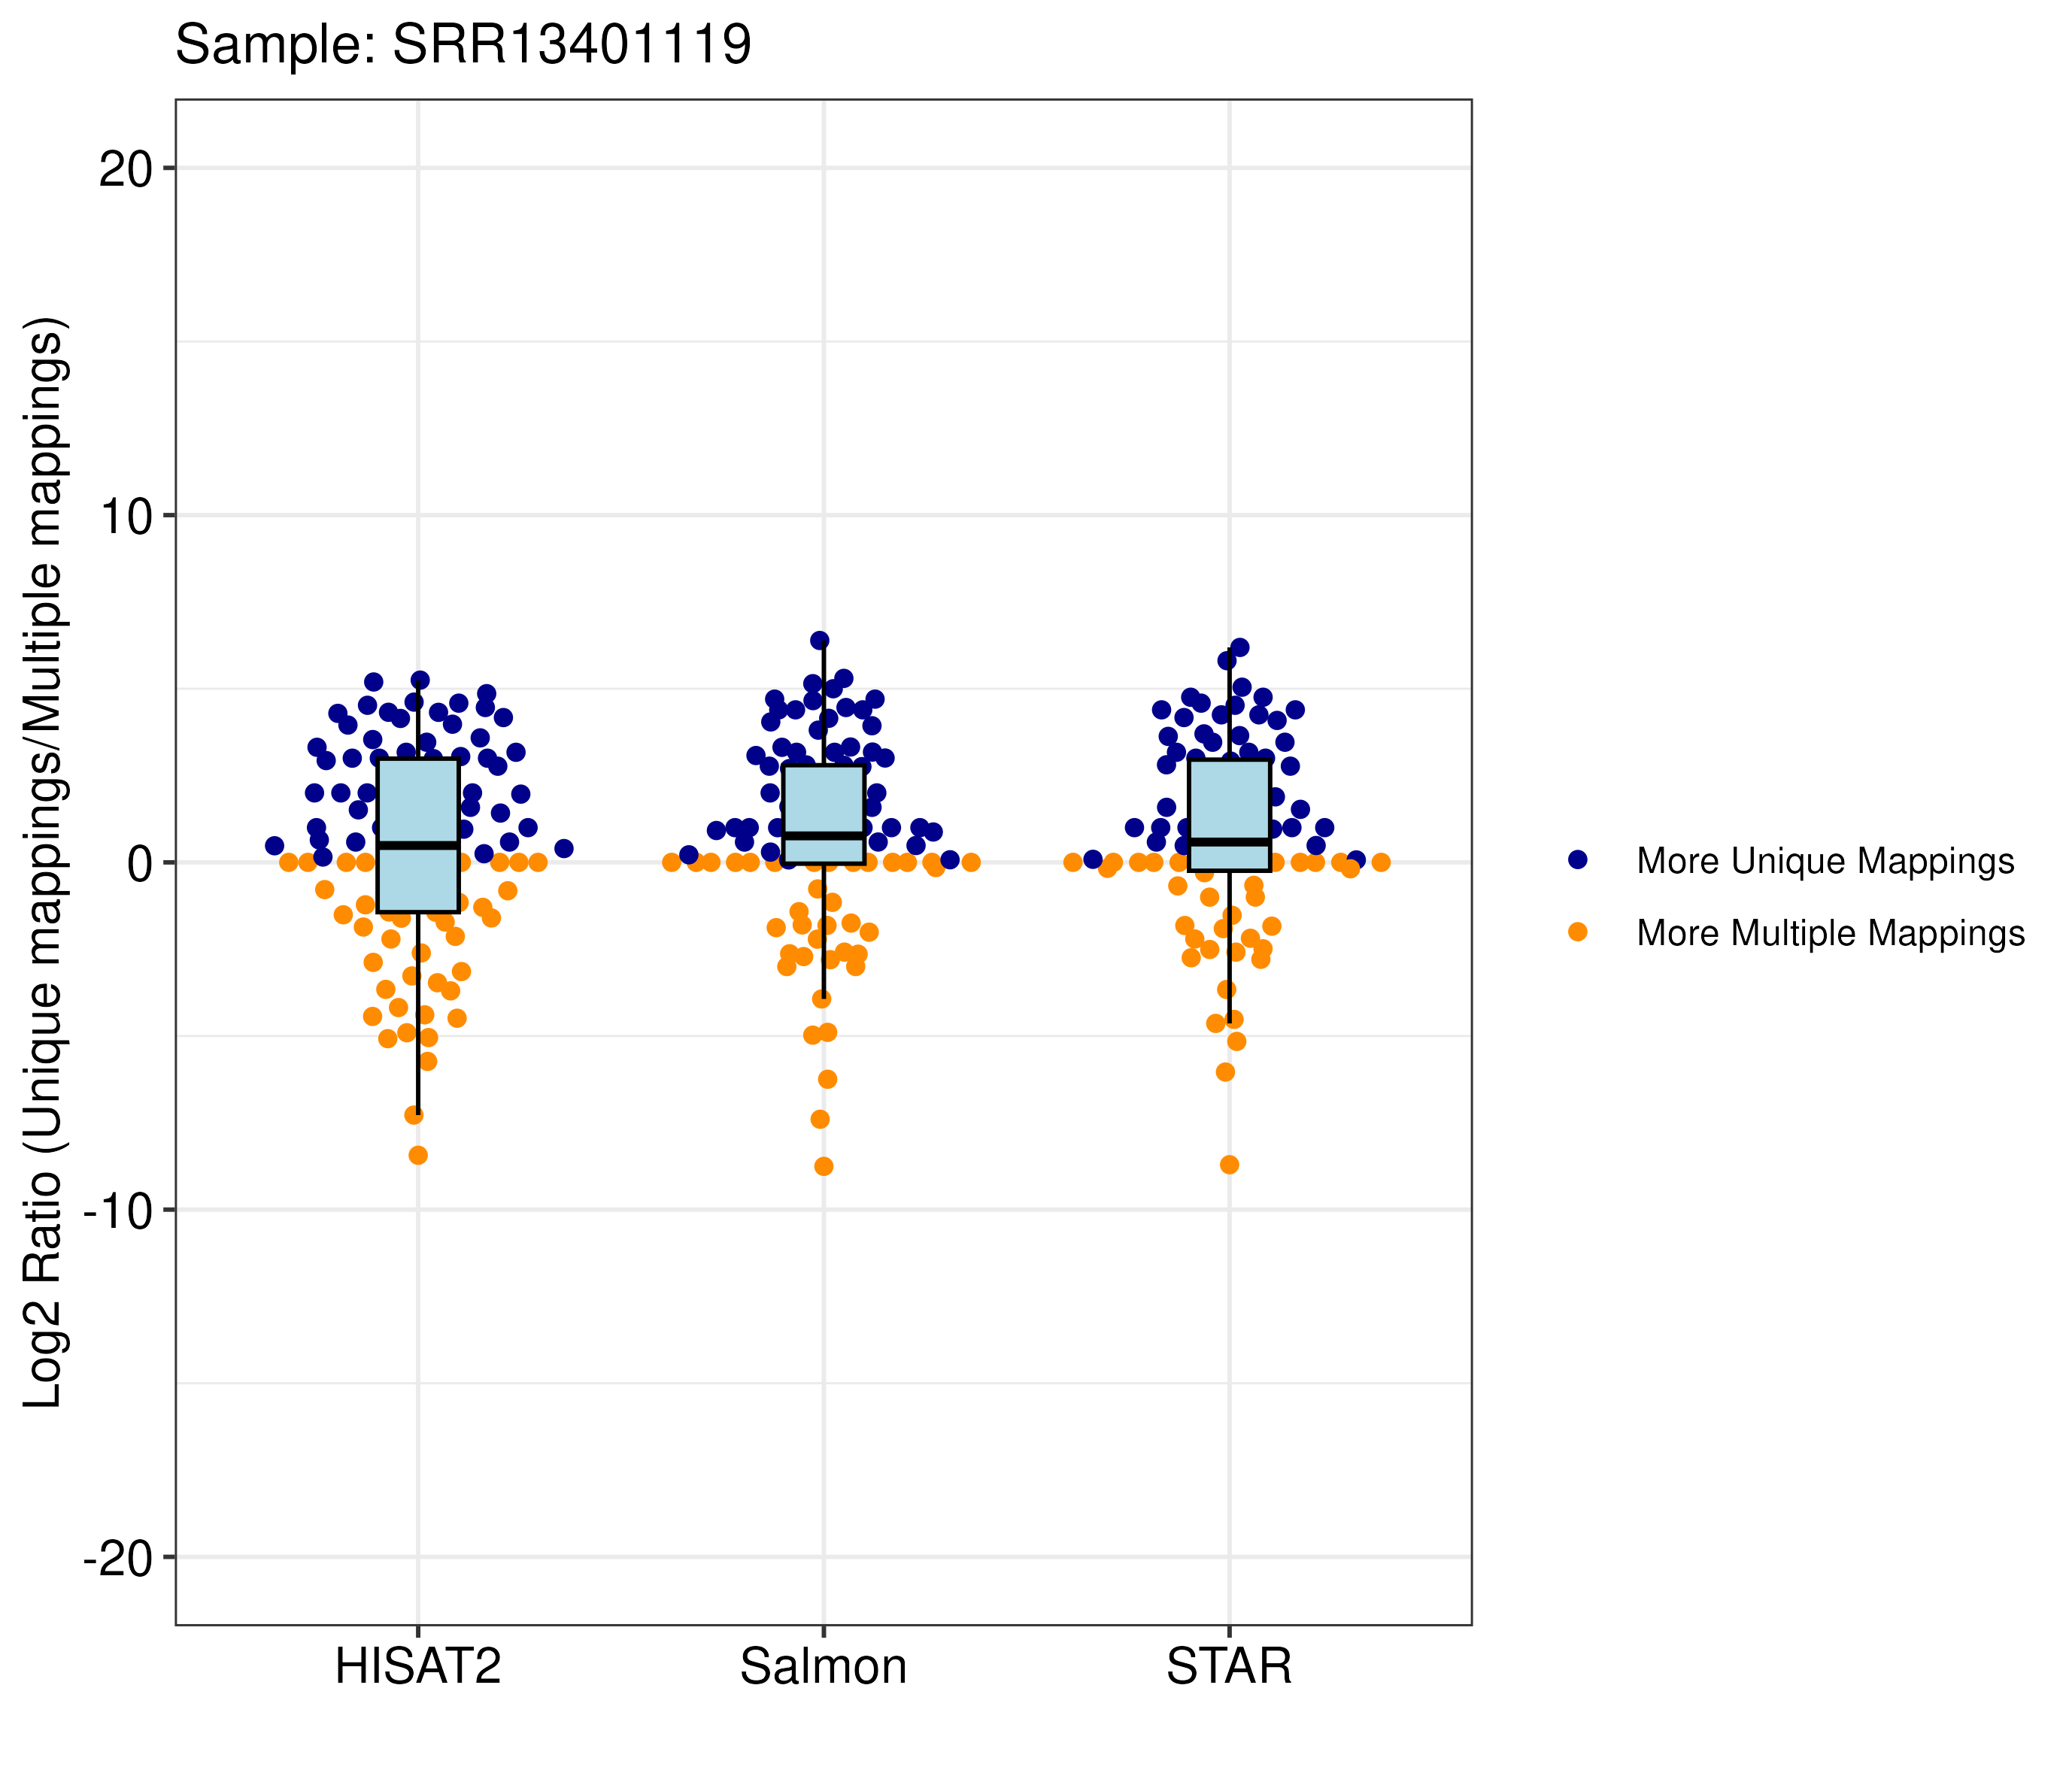 Sample: SRR13401119
Log2 Ratio (Unique mappings/Multiple mappings)
20
10
0
-10
-20
HISAT2
Salmon
STAR
More Unique Mappings
More Multiple Mappings